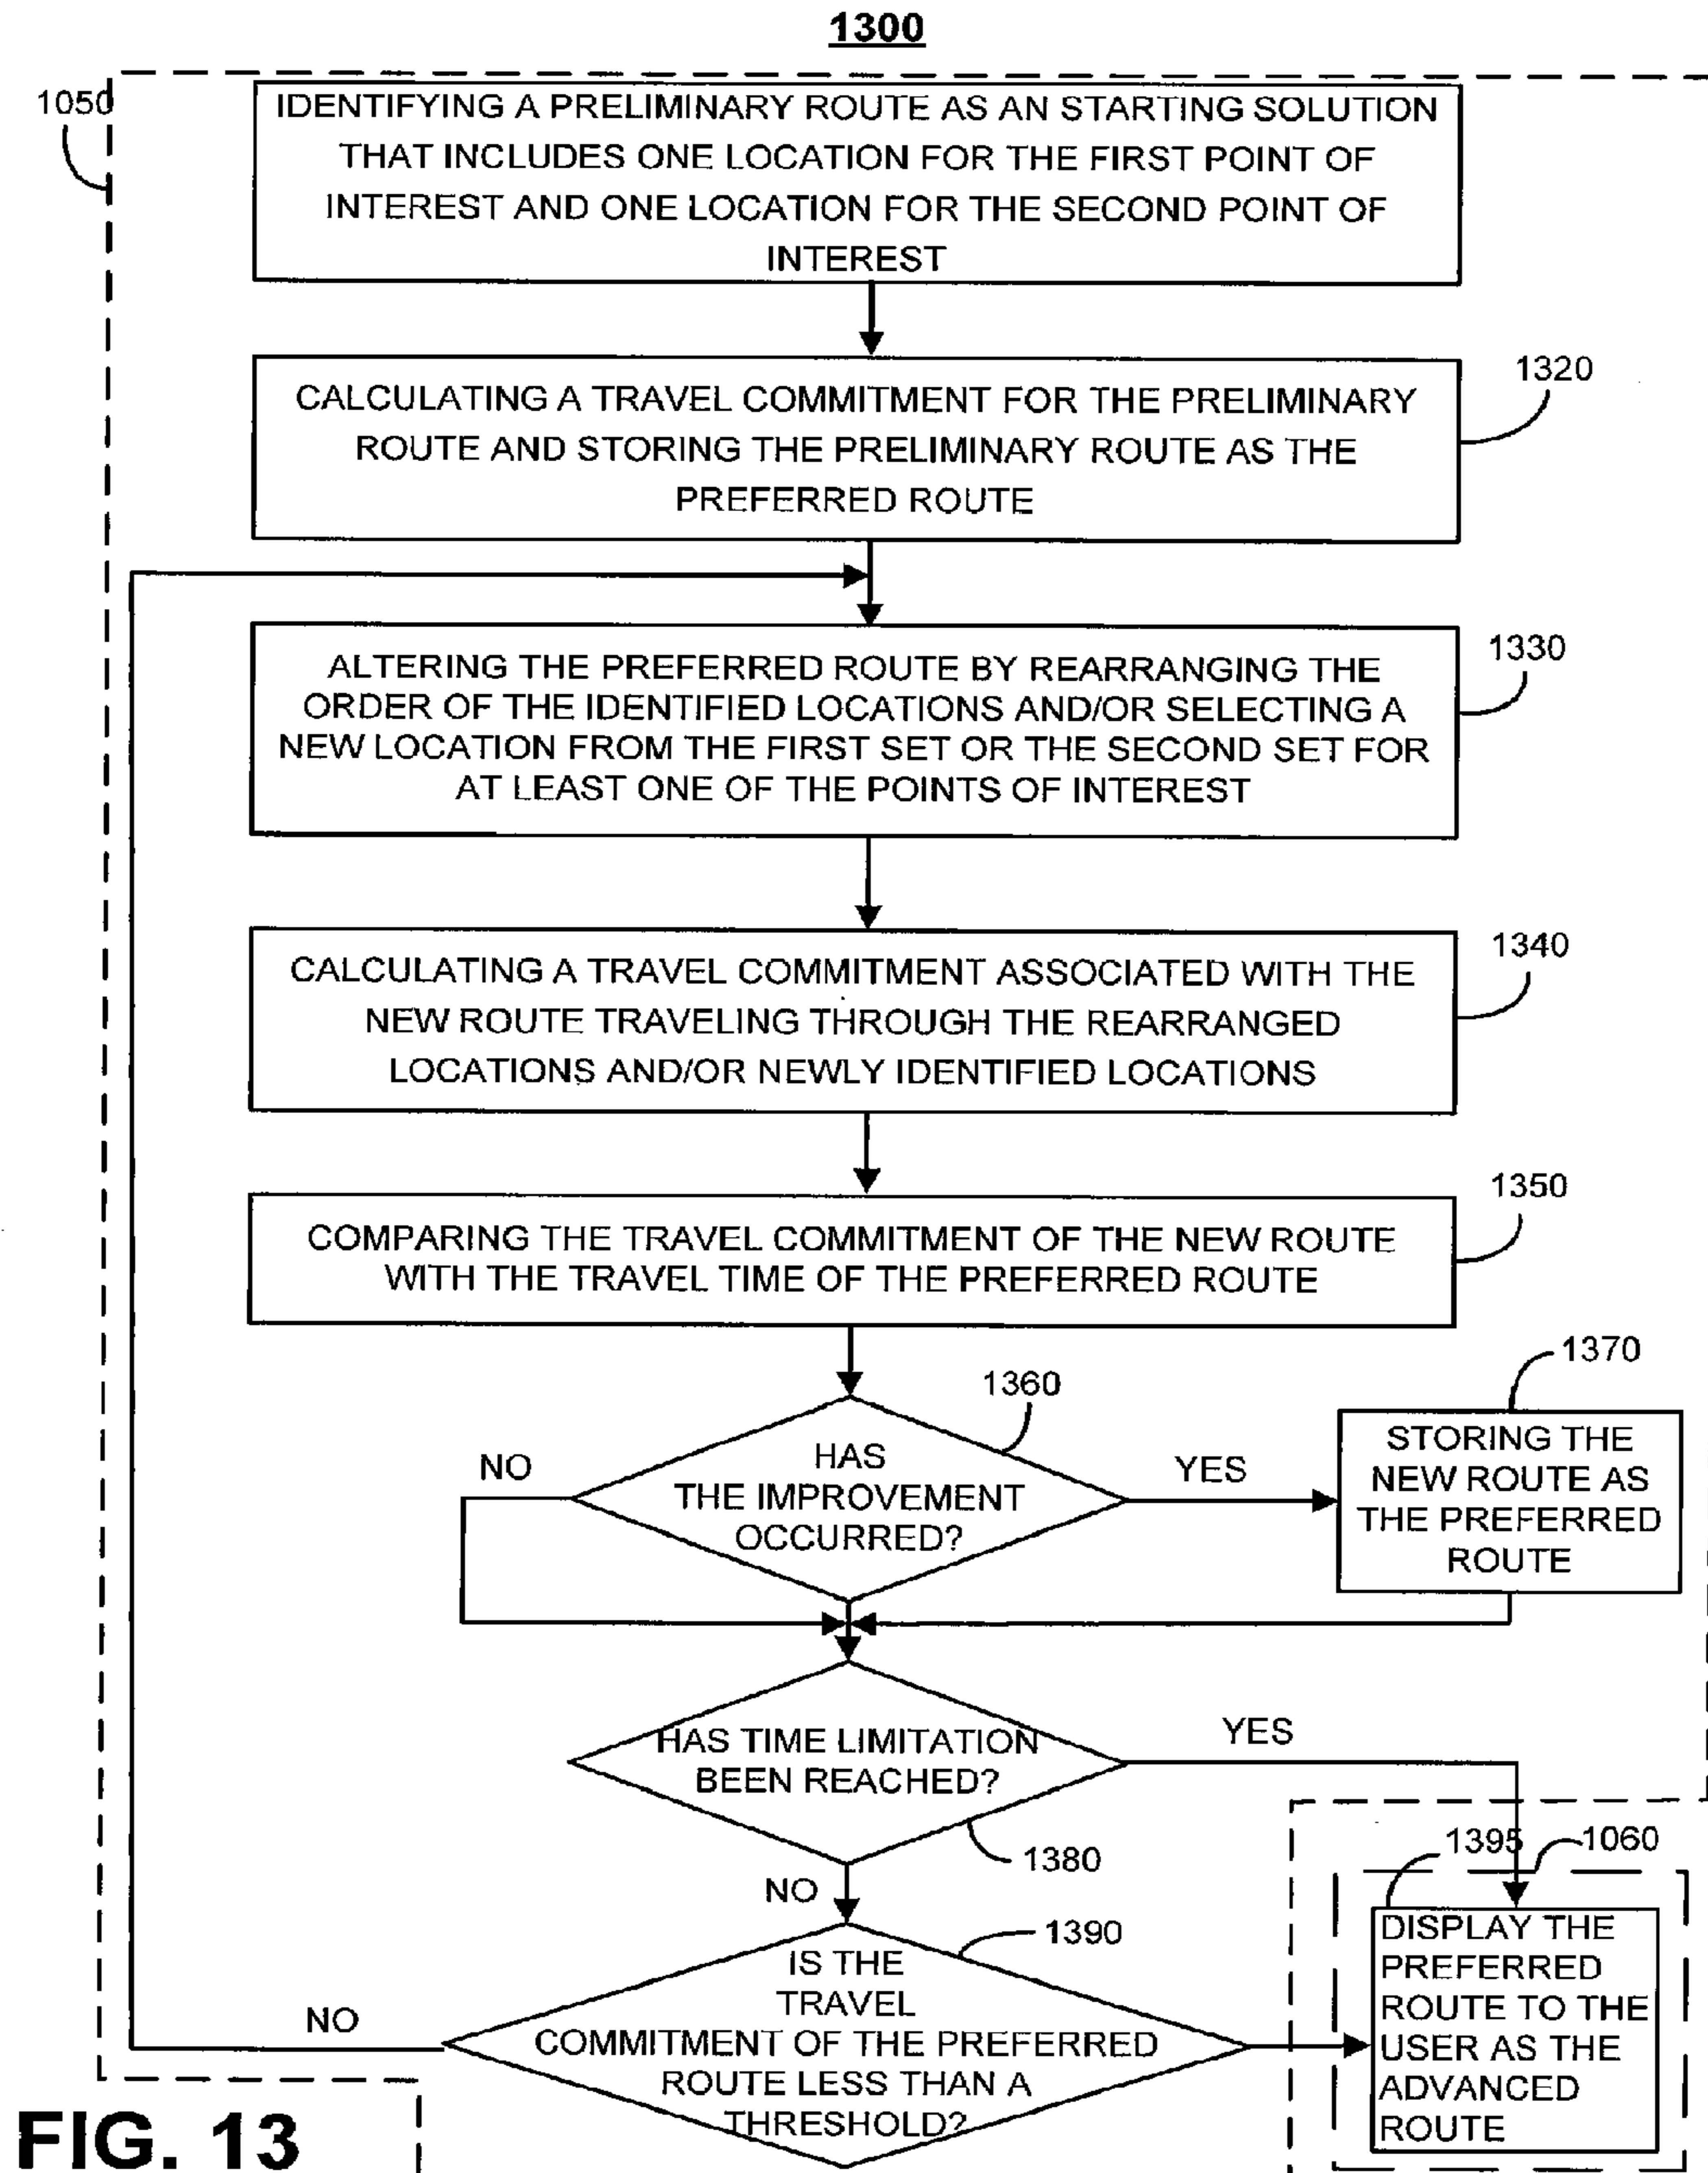 1300
1050
IDENTIFYING A PRELIMINARY ROUTE AS AN STARTING SOLUTION
THAT INCLUDES ONE LOCATION FOR THE FIRST POINT OF
INTEREST AND ONE LOCATION FOR THE SECOND POINT OF
INTEREST
1320
CALCULATING A TRAVEL COMMITMENT FOR THE PRELIMINARY
ROUTE AND STORING THE PRELIMINARY ROUTE AS THE
PREFERRED ROUTE
1330
ALTERING THE PREFERRED ROUTE BY REARRANGING THE
ORDER OF THE IDENTIFIED LOCATIONS AND/OR SELECTING A
NEW LOCATION FROM THE FIRST SET OR THE SECOND SET FOR
AT LEAST ONE OF THE POINTS OF INTEREST
1340
CALCULATING A TRAVEL COMMITMENT ASSOCIATED WITH THE
NEW ROUTE TRAVELING THROUGH THE REARRANGED
LOCATIONS AND/OR NEWLY IDENTIFIED LOCATIONS
1350
COMPARING THE TRAVEL COMMITMENT OF THE NEW ROUTE
WITH THE TRAVEL TIME OF THE PREFERRED ROUTE
1360
1370
HAS
THE IMPROVEMENT
OCCURRED?
NO
YES
STORING THE
NEW ROUTE AS
THE PREFERRED
ROUTE
HAS TIME LIMITATION
BEEN REACHED?
YES
1380
NO
1395
1060
1390
IS THE
TRAVEL
COMMITMENT OF THE PREFERRED
ROUTE LESS THAN A
THRESHOLD?
NO
DISPLAY THE
PREFERRED
ROUTE TO THE
USER AS THE
ADVANCED
ROUTE
FIG. 13